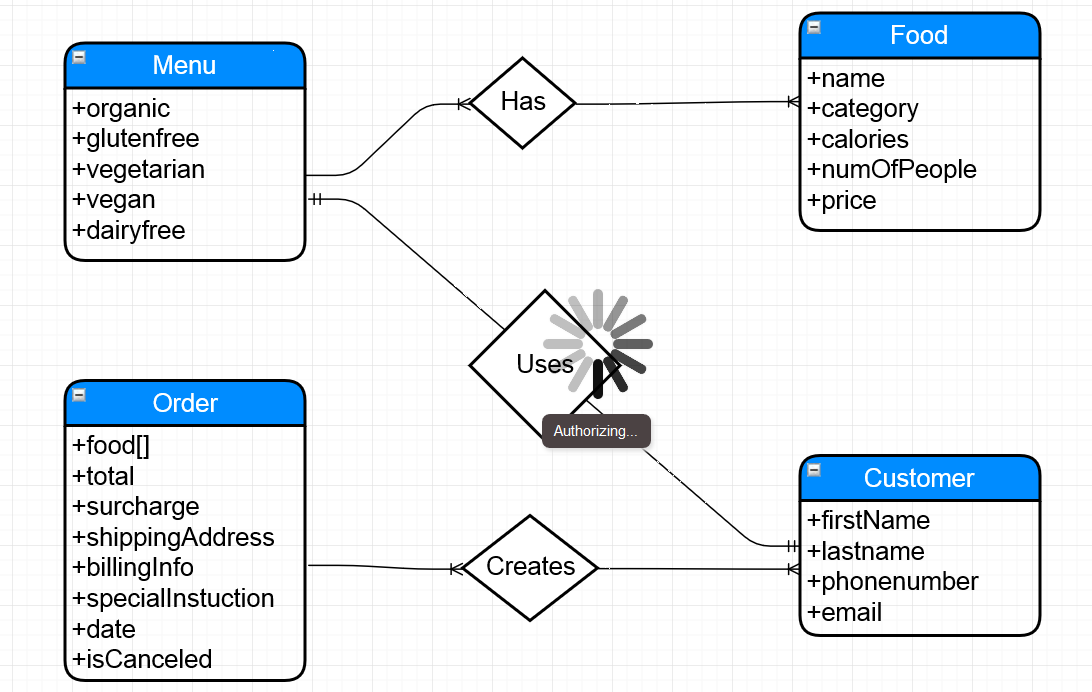 Menu
+organic
+glutenfree
+vegetarian
+vegan
+dairyfree
Has
Food
+name
+category
+calories
+numOfPeople
+price
Uses
Authorizing...
Order
+food[]
+total
+surcharge
+shippingAddress
+billingInfo
+specialInstuction
+date
+isCanceled
Creates
Customer
+firstName
+lastname
+phonenumber
+email